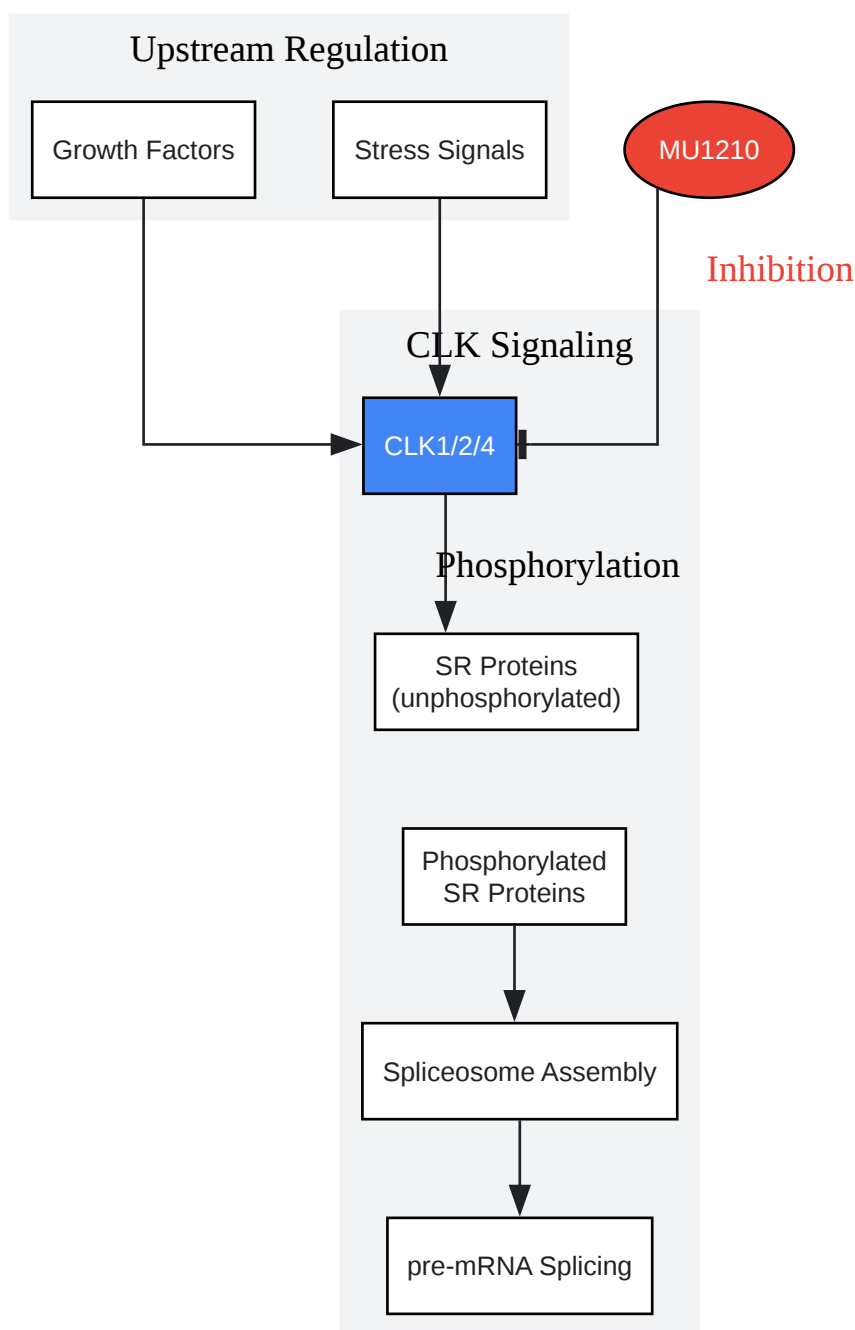 Upstream Regulation
Growth Factors
Stress Signals
MU1210
Inhibition
CLK Signaling
CLK1/2/4
Phosphorylation
SR Proteins
(unphosphorylated)
Phosphorylated
SR Proteins
Spliceosome Assembly
pre-mRNA Splicing